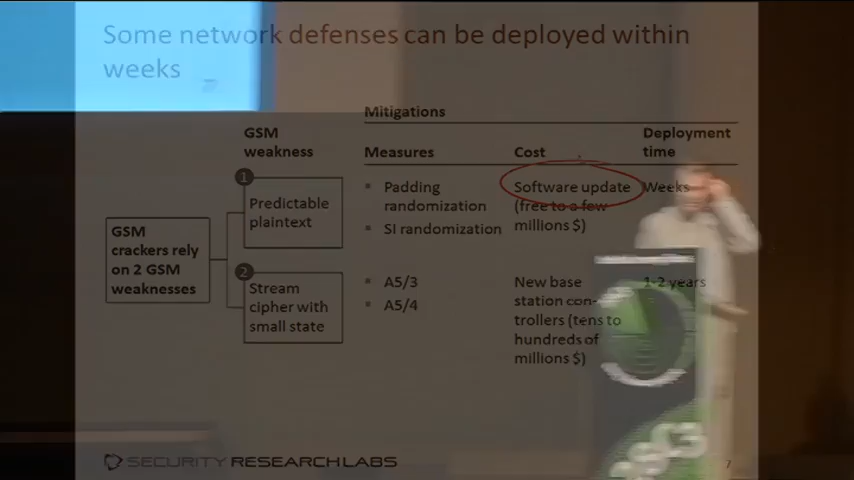 Some network defenses can be deployed within
weeks
Mitigations
GSM
weakness
Measures
Cost
Deployment
time
GSM
crackers rely
on 2 GSM
weaknesses
1
Predictable
plaintext
Padding
randomization
SI randomization
Software update
(free to a few
millions $)
Weeks
2
Stream
cipher with
small state
A5/3
A5/4
New base
station con-
trollers (tens to
hundreds of
millions $)
1-2 years
SECURITY RESEARCH LABS
7